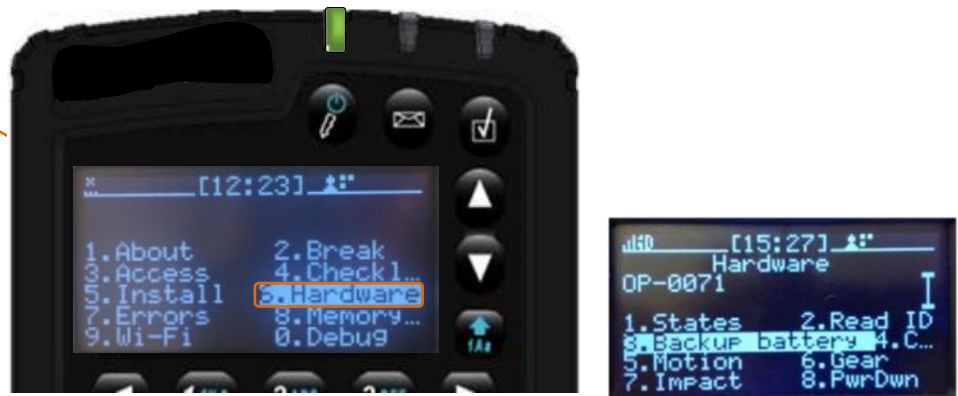 [12:23]
1.About 2.Break
3.Access 4.Checkl…
5.Install 6.Hardware
7.Errors 8.Memory…
9.Wi-Fi 0.Debug
1Aa
[15:27]
Hardware
OP-0071
1.States 2.Read ID
3.Backup battery 4.C…
5.Motion 6.Gear
7.Impact 8.PwrDwn